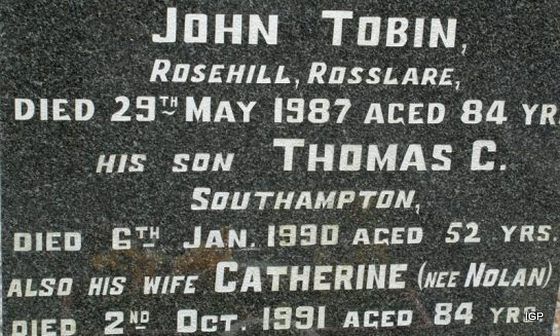 JOHN TOBIN,
ROSEHILL, ROSSLARE,
DIED 29TH MAY 1987 AGED 84 YR
HIS SON THOMAS C.
SOUTHAMPTON,
DIED 6TH JAN. 1990 AGED 52 YRS
ALSO HIS WIFE CATHERINE (NEE NOLAN)
DIED 2ND OCT. 1991 AGED 84 YRS
IGP